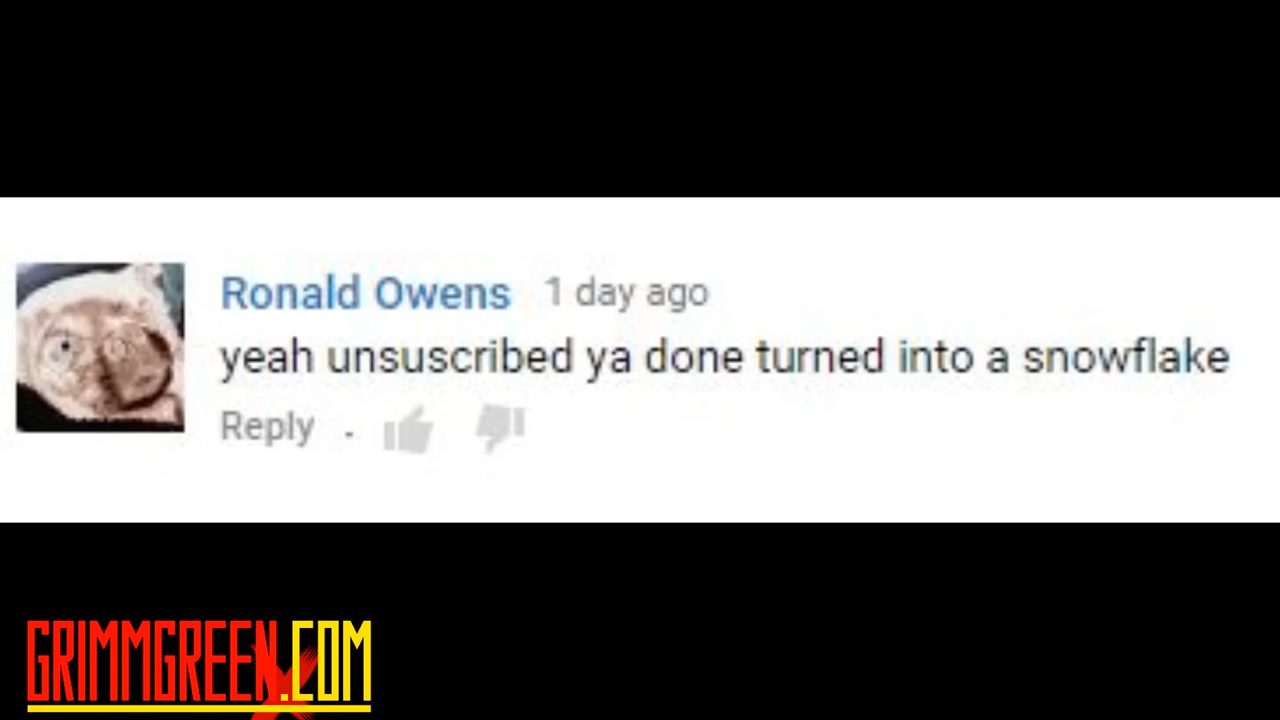 Ronald Owens 1 day ago
yeah unsuscribed ya done turned into a snowflake
Reply .
GRIMMGREEN.COM